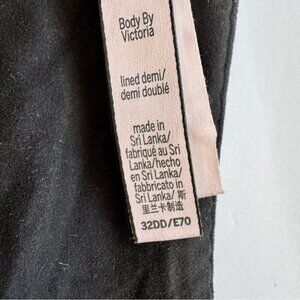 Body By
Victoria
lined demi/
demi doublé
made in
Sri Lanka/
fabriqué au Sri
Lanka/hecho
en Sri Lanka/
fabbricato in
Sri Lanka/ 斯
里兰卡制造
32DD/E70